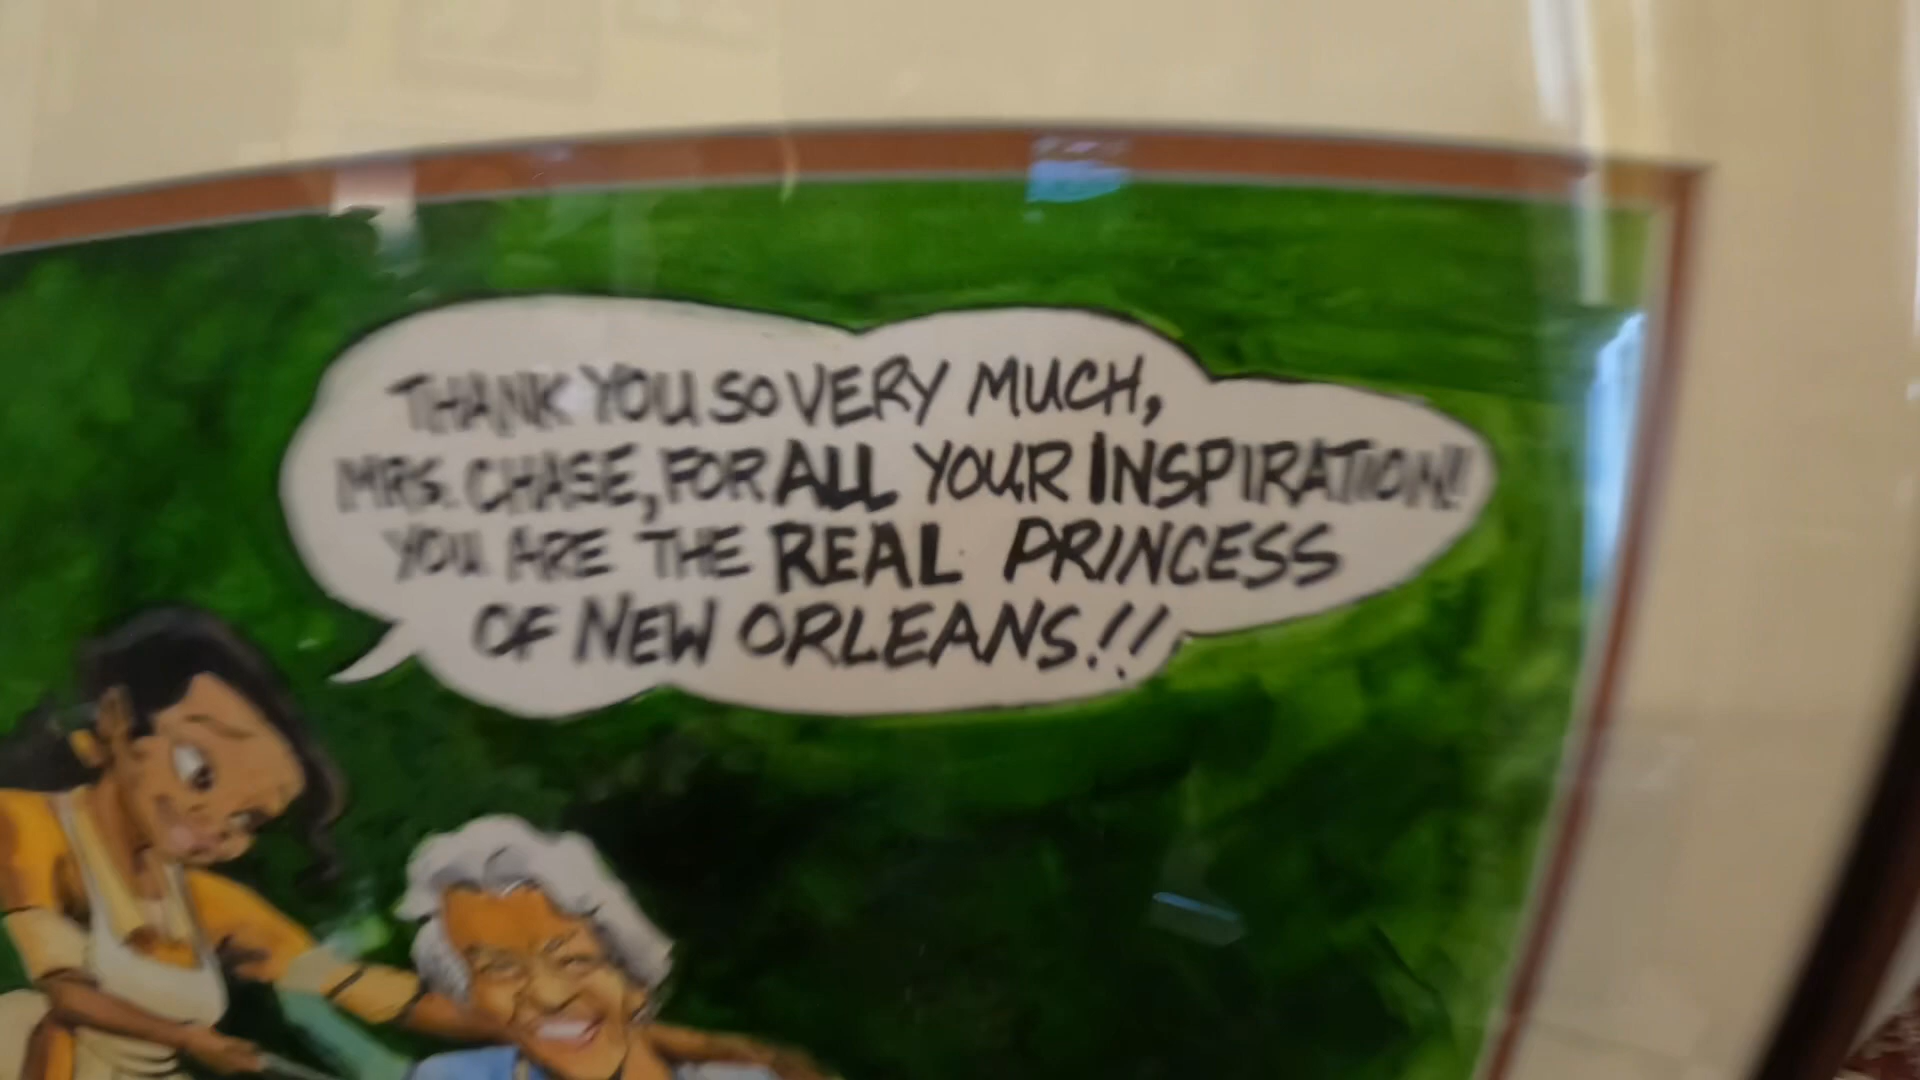 THANK YOU SO VERY MUCH,
MRS. CHASE, FOR ALL YOUR INSPIRATION!
YOU ARE THE REAL PRINCESS
OF NEW ORLEANS!!